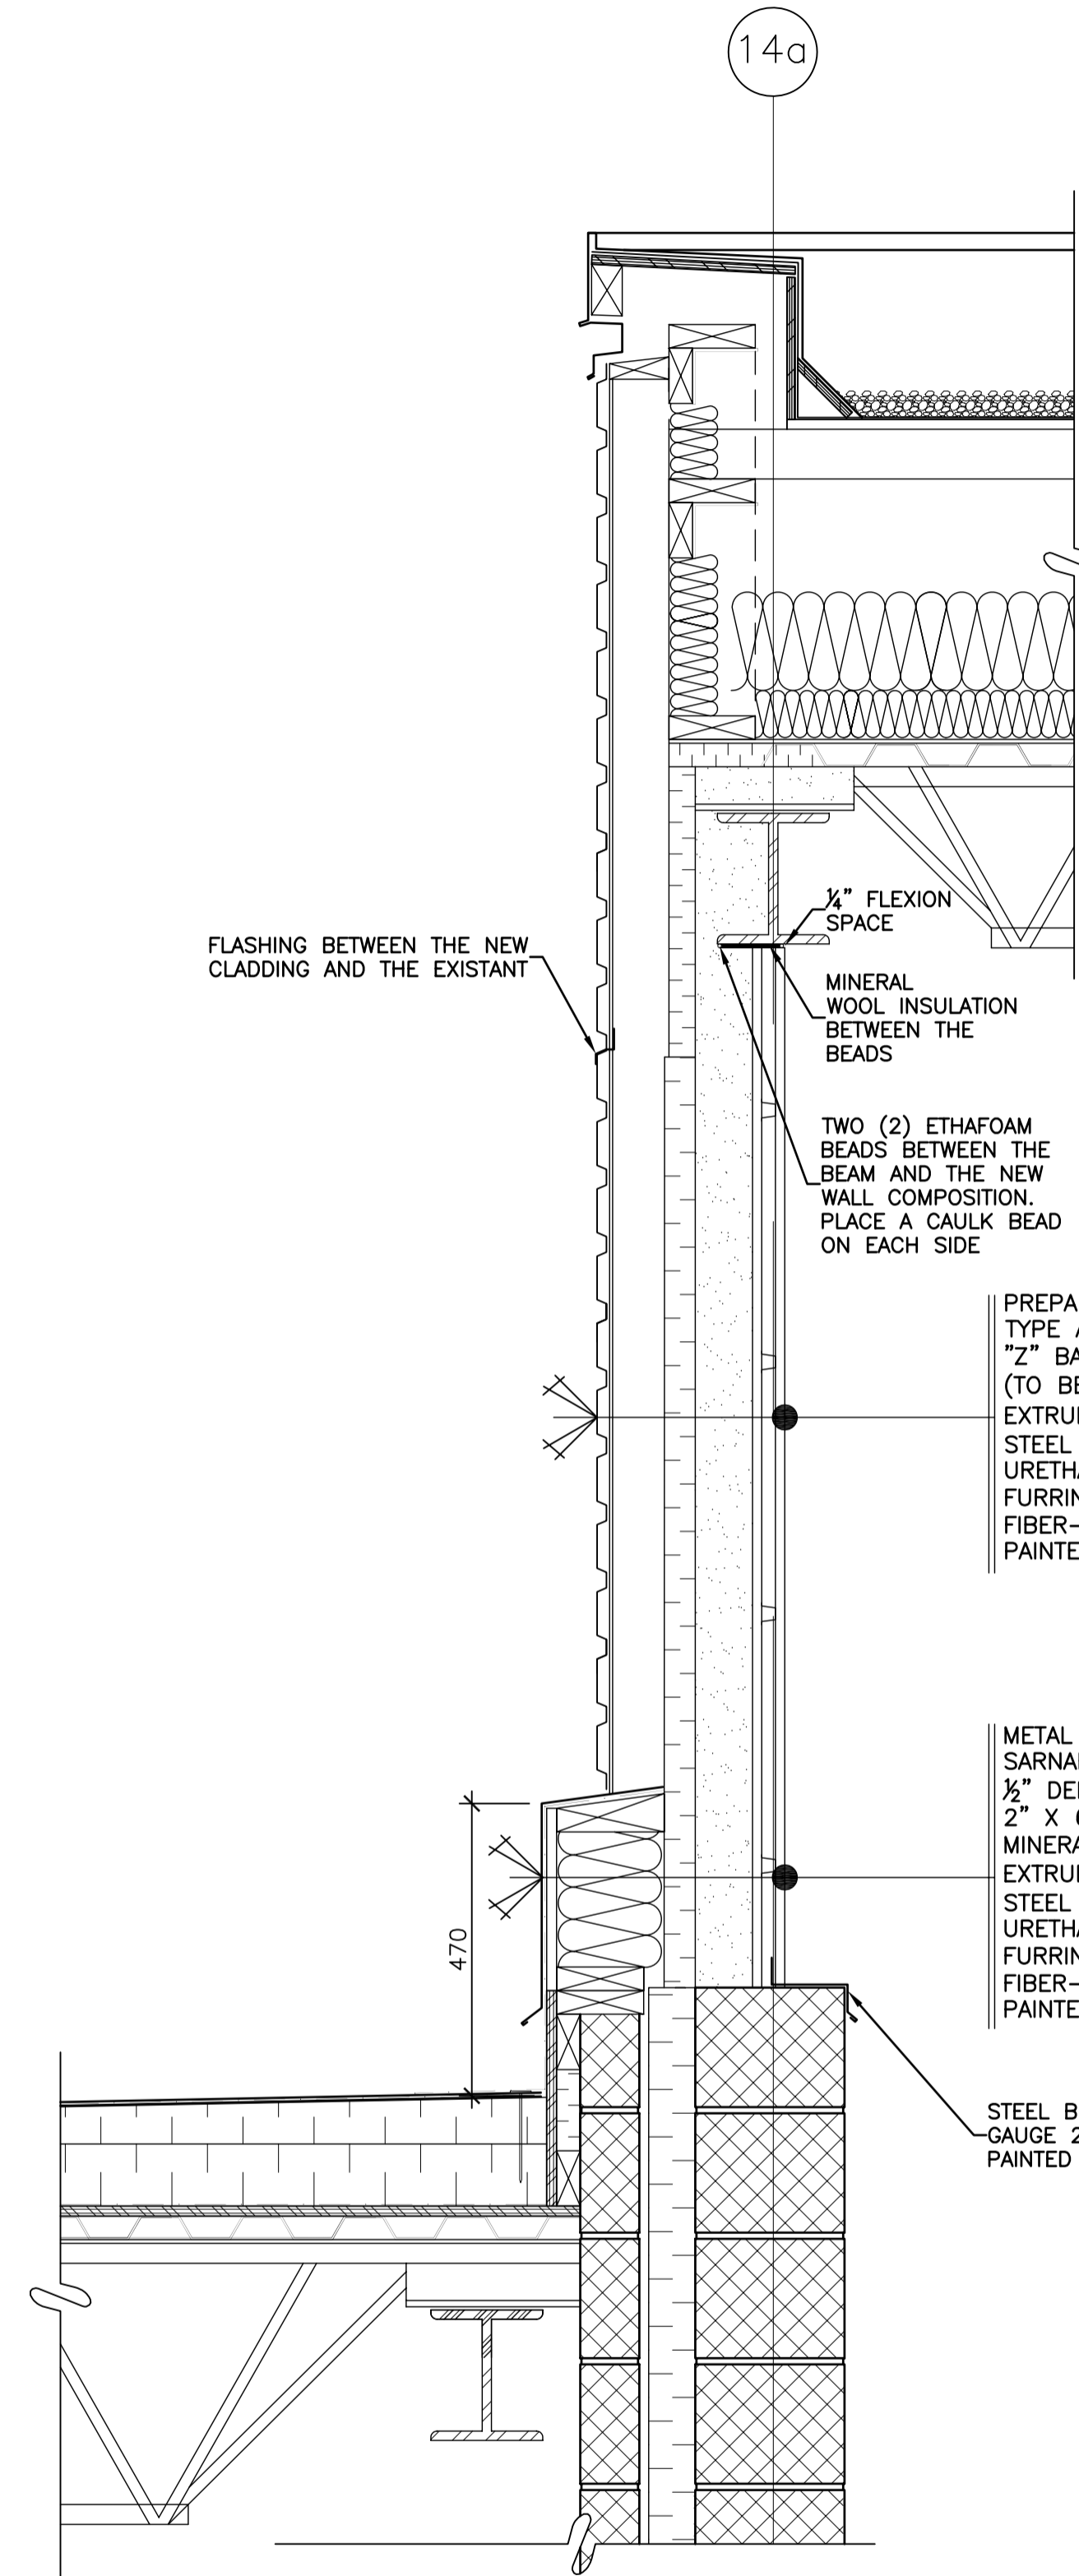 14a
¼" FLEXION
SPACE
FLASHING BETWEEN THE NEW
CLADDING AND THE EXISTANT
MINERAL
WOOL INSULATION
BETWEEN THE
BEADS
TWO (2) ETHAFOAM
BEADS BETWEEN THE
BEAM AND THE NEW
WALL COMPOSITION.
PLACE A CAULK BEAD
ON EACH SIDE
PREPA
TYPE
"Z" BA
(TO BE
EXTRU
STEEL
URETHA
FURRIN
FIBER-
PAINTE
METAL
SARNA
½" DE
2" X
MINERA
EXTRU
STEEL
URETHA
FURRIN
FIBER-
PAINTE
470
STEEL B
GAUGE 2
PAINTED